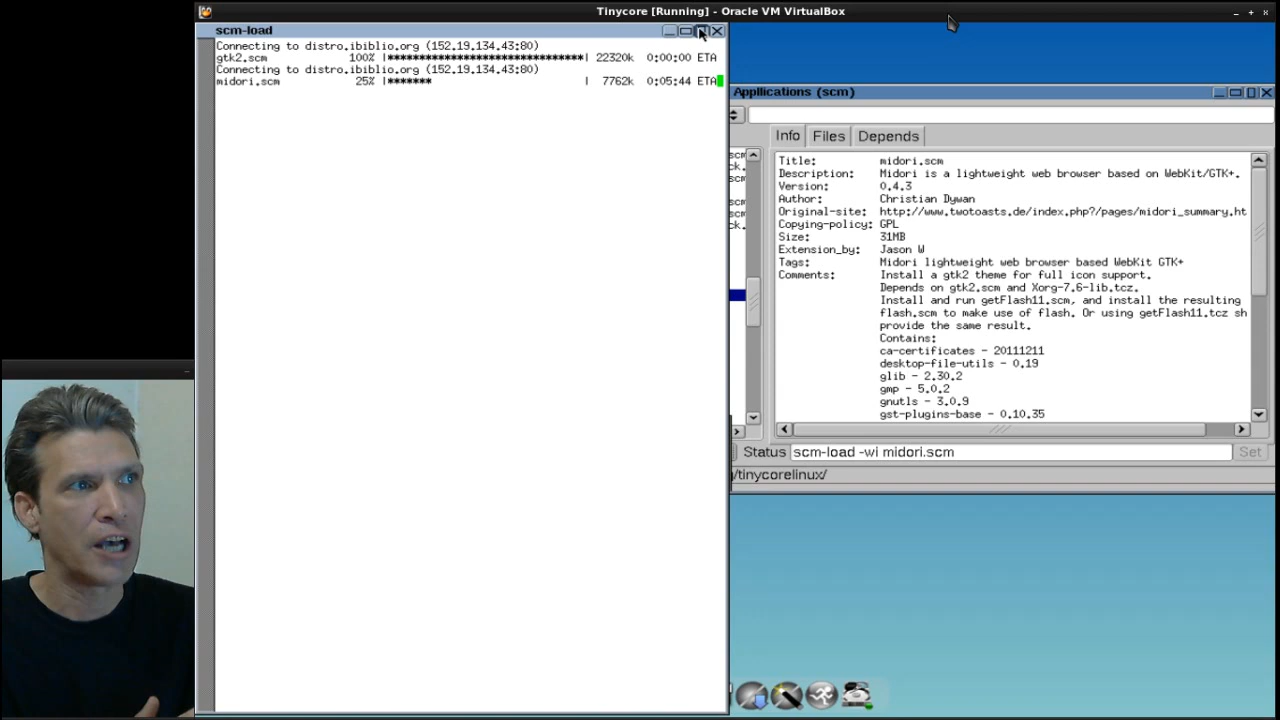 Tinycore [Running] - Oracle VM VirtualBox
scm-load
Connecting to distro.ibiblio.org (152.19.134.43:80)
gtk2.scm 100% |*******************************| 22320k 0:00:00 ETA
Connecting to distro.ibiblio.org (152.19.134.43:80)
midori.scm 25% |******* | 7762k 0:05:44 ETA
Appllications (scm)
Info Files Depends
Title: midori.scm
Description: Midori is a lightweight web browser based on WebKit/GTK+.
Version: 0.4.3
Author: Christian Dywan
Original-site: http://www.twotoasts.de/index.php?/pages/midori_summary.ht
Copying-policy: GPL
Size: 31MB
Extension_by: Jason W
Tags: Midori lightweight web browser based WebKit GTK+
Comments: Install a gtk2 theme for full icon support.
Depends on gtk2.scm and Xorg-7.6-lib.tcz.
Install and run getFlash11.scm, and install the resulting
flash.scm to make use of flash. Or using getFlash11.tcz sh
provide the same result.
Contains:
ca-certificates - 20111211
desktop-file-utils - 0.19
glib - 2.30.2
gmp - 5.0.2
gnutls - 3.0.9
gst-plugins-base - 0.10.35
Status scm-load -wi midori.scm Set
/tinycorelinux/